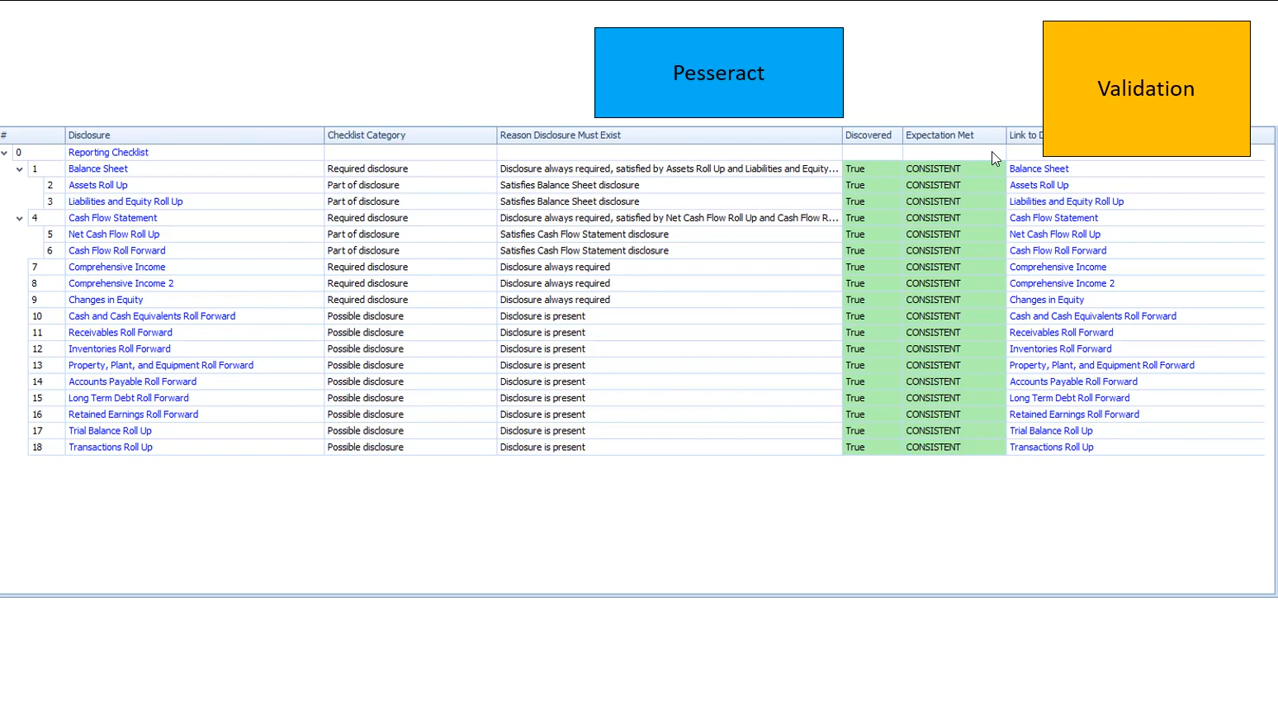 Pesseract
Validation
# Disclosure Checklist Category Reason Disclosure Must Exist Discovered Expectation Met Link to D
0 Reporting Checklist
1 Balance Sheet Required disclosure Disclosure always required, satisfied by Assets Roll Up and Liabilities and Equity... True CONSISTENT Balance Sheet
2 Assets Roll Up Part of disclosure Satisfies Balance Sheet disclosure True CONSISTENT Assets Roll Up
3 Liabilities and Equity Roll Up Part of disclosure Satisfies Balance Sheet disclosure True CONSISTENT Liabilities and Equity Roll Up
4 Cash Flow Statement Required disclosure Disclosure always required, satisfied by Net Cash Flow Roll Up and Cash Flow R... True CONSISTENT Cash Flow Statement
5 Net Cash Flow Roll Up Part of disclosure Satisfies Cash Flow Statement disclosure True CONSISTENT Net Cash Flow Roll Up
6 Cash Flow Roll Forward Part of disclosure Satisfies Cash Flow Statement disclosure True CONSISTENT Cash Flow Roll Forward
7 Comprehensive Income Required disclosure Disclosure always required True CONSISTENT Comprehensive Income
8 Comprehensive Income 2 Required disclosure Disclosure always required True CONSISTENT Comprehensive Income 2
9 Changes in Equity Required disclosure Disclosure always required True CONSISTENT Changes in Equity
10 Cash and Cash Equivalents Roll Forward Possible disclosure Disclosure is present True CONSISTENT Cash and Cash Equivalents Roll Forward
11 Receivables Roll Forward Possible disclosure Disclosure is present True CONSISTENT Receivables Roll Forward
12 Inventories Roll Forward Possible disclosure Disclosure is present True CONSISTENT Inventories Roll Forward
13 Property, Plant, and Equipment Roll Forward Possible disclosure Disclosure is present True CONSISTENT Property, Plant, and Equipment Roll Forward
14 Accounts Payable Roll Forward Possible disclosure Disclosure is present True CONSISTENT Accounts Payable Roll Forward
15 Long Term Debt Roll Forward Possible disclosure Disclosure is present True CONSISTENT Long Term Debt Roll Forward
16 Retained Earnings Roll Forward Possible disclosure Disclosure is present True CONSISTENT Retained Earnings Roll Forward
17 Trial Balance Roll Up Possible disclosure Disclosure is present True CONSISTENT Trial Balance Roll Up
18 Transactions Roll Up Possible disclosure Disclosure is present True CONSISTENT Transactions Roll Up